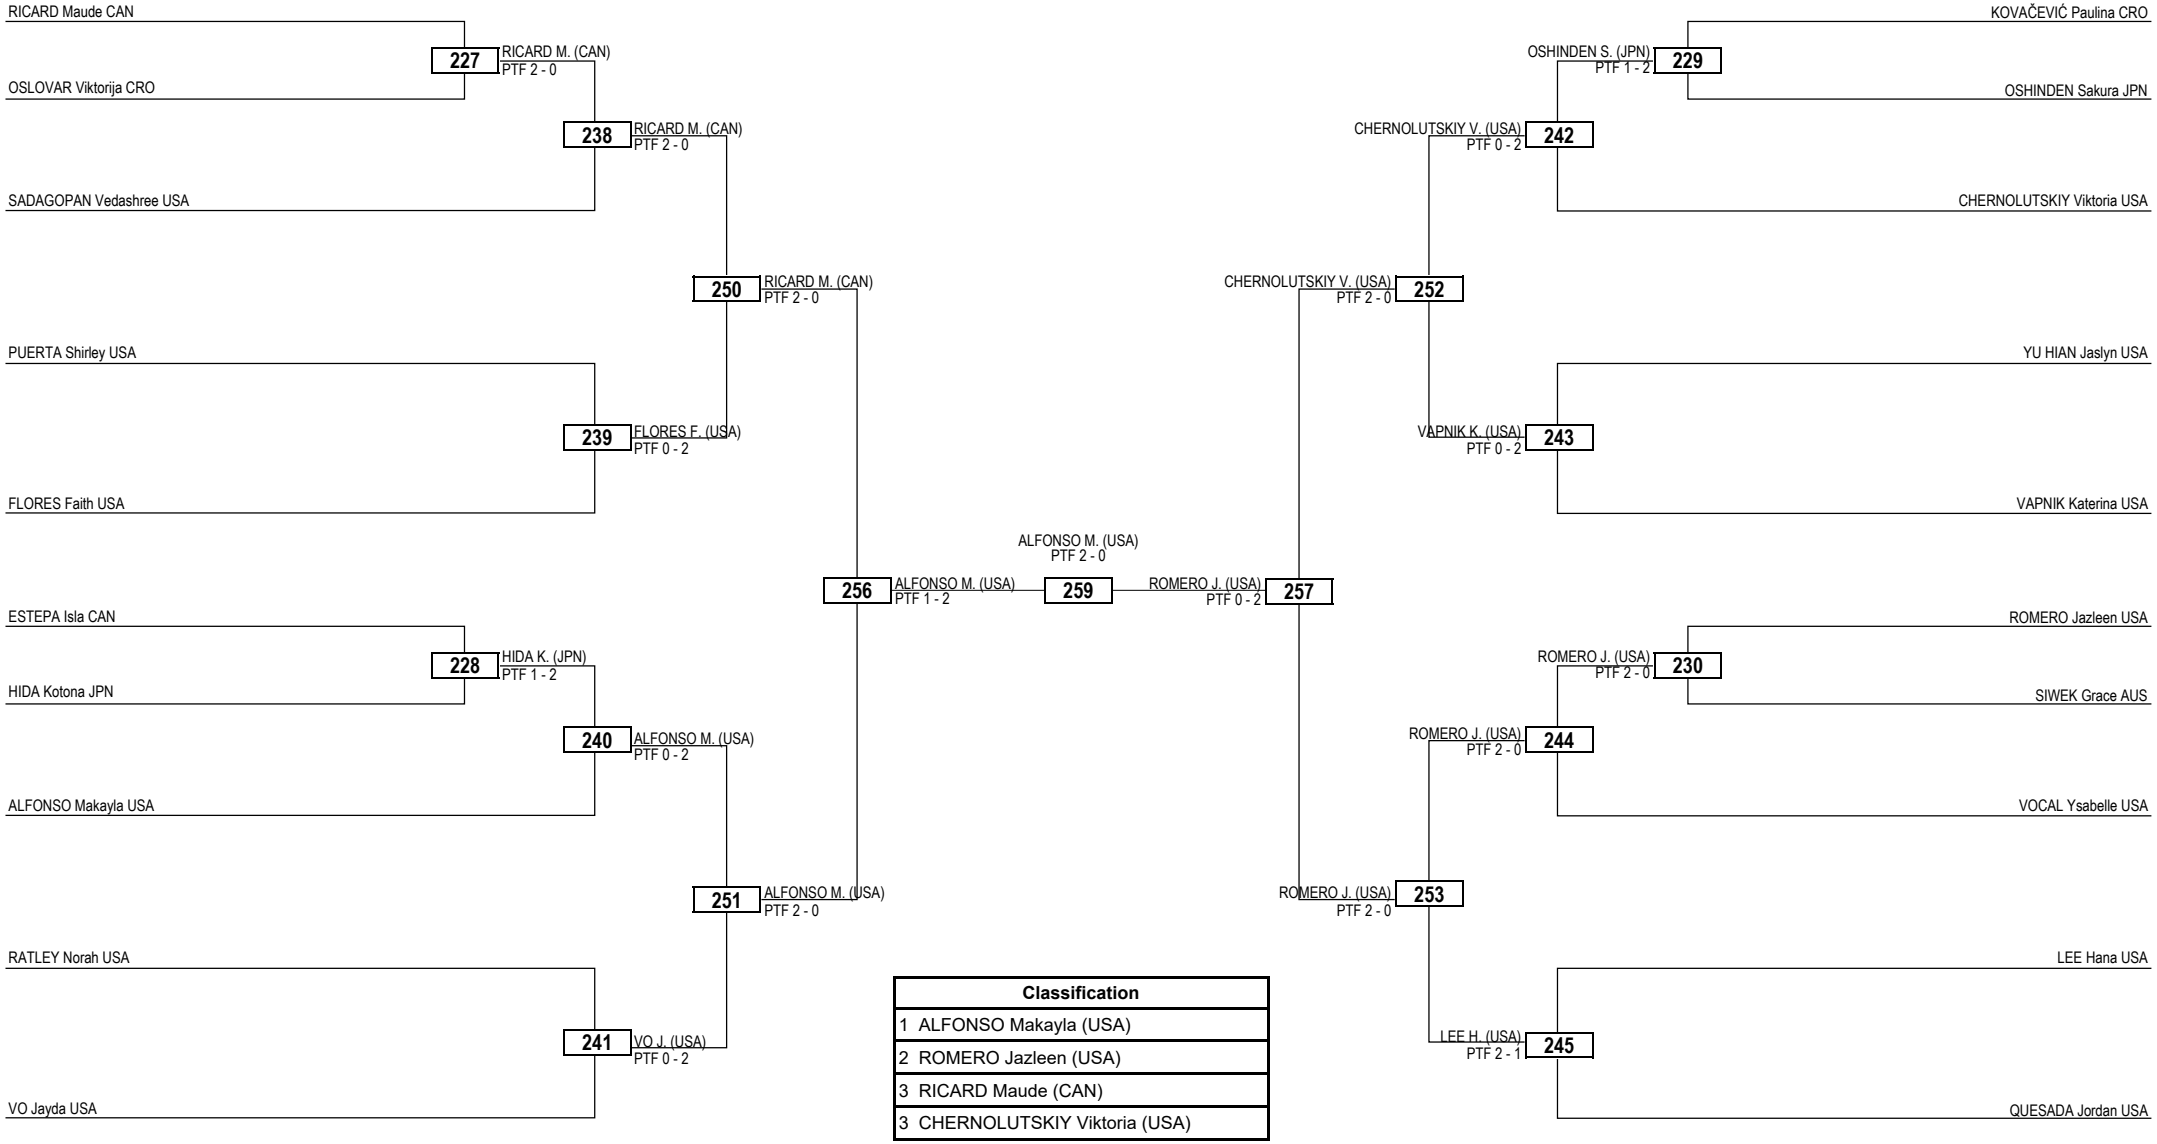 RICARD Maude CAN
227
RICARD M. (CAN)
PTF 2 - 0
OSLOVAR Viktorija CRO
238
RICARD M. (CAN)
PTF 2 - 0
SADAGOPAN Vedashree USA
250
RICARD M. (CAN)
PTF 2 - 0
PUERTA Shirley USA
239
FLORES F. (USA)
PTF 0 - 2
FLORES Faith USA
256
ALFONSO M. (USA)
PTF 1 - 2
ESTEPA Isla CAN
228
HIDA K. (JPN)
PTF 1 - 2
HIDA Kotona JPN
240
ALFONSO M. (USA)
PTF 0 - 2
ALFONSO Makayla USA
251
ALFONSO M. (USA)
PTF 2 - 0
RATLEY Norah USA
241
VO J. (USA)
PTF 0 - 2
VO Jayda USA
ALFONSO M. (USA)
PTF 2 - 0
259
KOVAČEVIĆ Paulina CRO
OSHINDEN S. (JPN)
PTF 1 - 2
229
OSHINDEN Sakura JPN
CHERNOLUTSKIY V. (USA)
PTF 0 - 2
242
CHERNOLUTSKIY Viktoria USA
CHERNOLUTSKIY V. (USA)
PTF 2 - 0
252
YU HIAN Jaslyn USA
VAPNIK K. (USA)
PTF 0 - 2
243
VAPNIK Katerina USA
ROMERO J. (USA)
PTF 0 - 2
257
ROMERO Jazleen USA
ROMERO J. (USA)
PTF 2 - 0
230
SIWEK Grace AUS
ROMERO J. (USA)
PTF 2 - 0
244
VOCAL Ysabelle USA
ROMERO J. (USA)
PTF 2 - 0
253
LEE Hana USA
LEE H. (USA)
PTF 2 - 1
245
QUESADA Jordan USA
Classification
1 ALFONSO Makayla (USA)
2 ROMERO Jazleen (USA)
3 RICARD Maude (CAN)
3 CHERNOLUTSKIY Viktoria (USA)